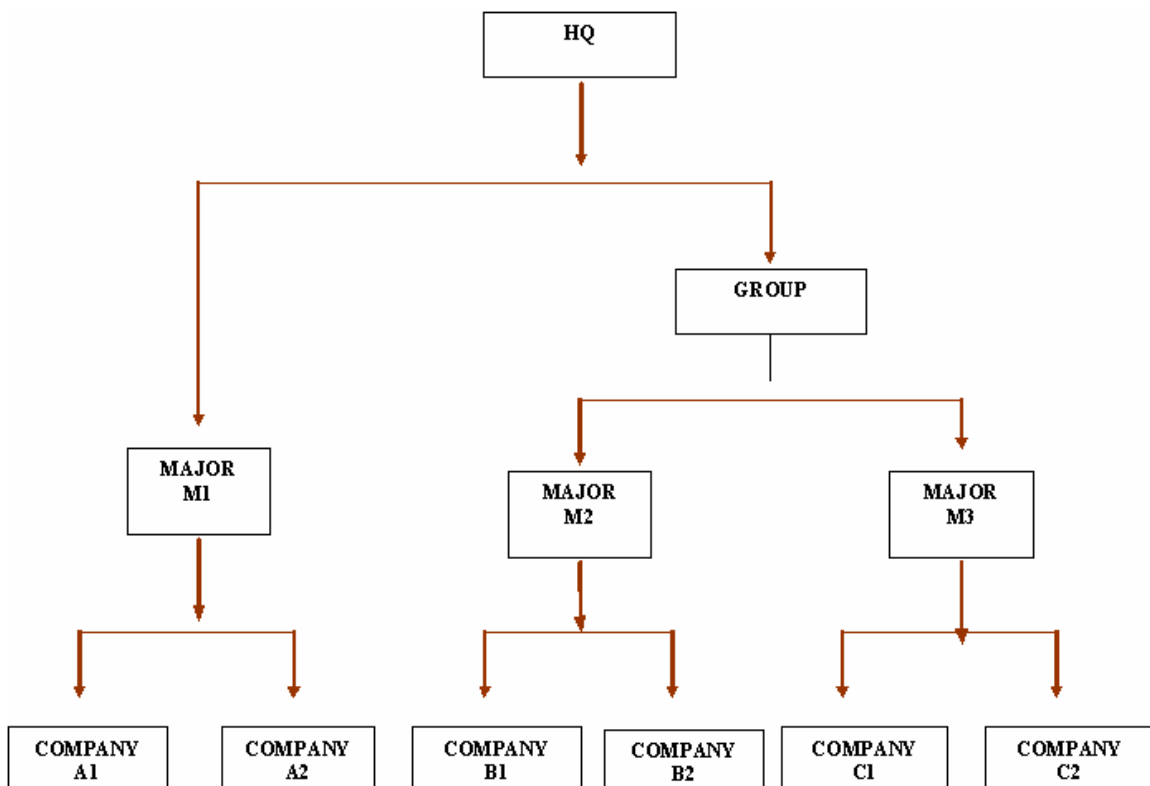 HQ
GROUP
MAJOR
M1
MAJOR
M2
MAJOR
M3
COMPANY
A1
COMPANY
A2
COMPANY
B1
COMPANY
B2
COMPANY
C1
COMPANY
C2